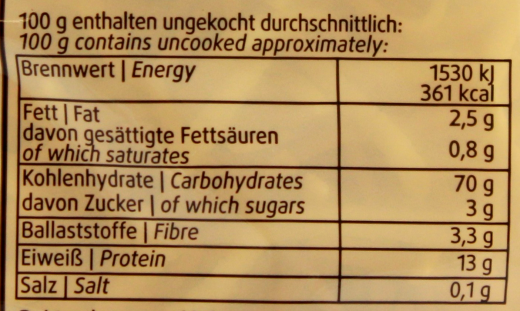 100 g enthalten ungekocht durchschnittlich:
100 g contains uncooked approximately:
Brennwert | Energy 1530 kJ
361 kcal
Fett | Fat 2,5 g
davon gesättigte Fettsäuren
of which saturates 0,8 g
Kohlenhydrate | Carbohydrates 70 g
davon Zucker | of which sugars 3 g
Ballaststoffe | Fibre 3,3 g
Eiweiß | Protein 13 g
Salz | Salt 0,1 g